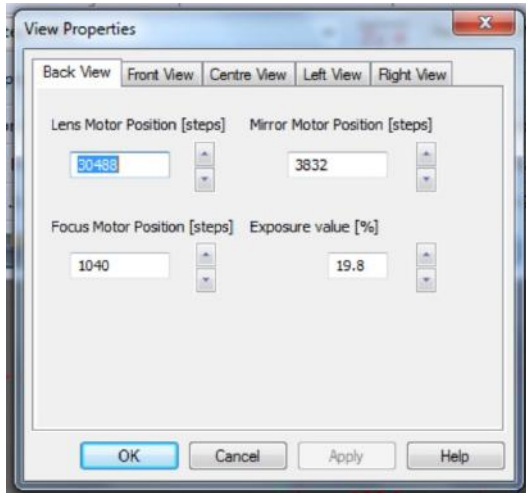 View Properties
Back View Front View Centre View Left View Right View
Lens Motor Position [steps] Mirror Motor Position [steps]
30488 3832
Focus Motor Position [steps] Exposure value [%]
1040 19.8
OK Cancel Apply Help